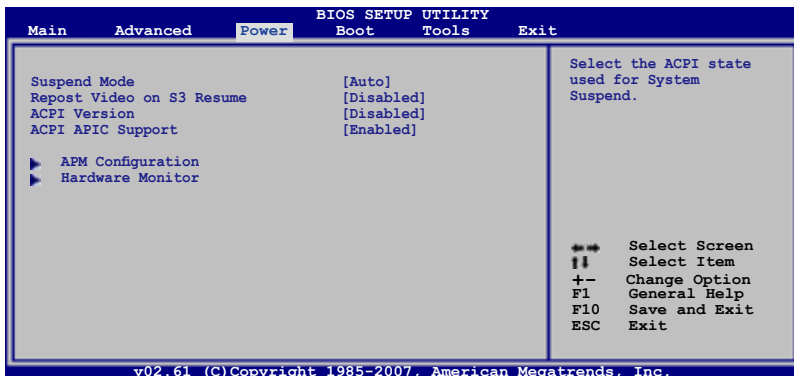 BIOS SETUP UTILITY
Main Advanced Power Boot Tools Exit
Suspend Mode [Auto]
Repost Video on S3 Resume [Disabled]
ACPI Version [Disabled]
ACPI APIC Support [Enabled]
APM Configuration
Hardware Monitor
Select the ACPI state
used for System
Suspend.
Select Screen
Select Item
+- Change Option
F1 General Help
F10 Save and Exit
ESC Exit
v02.61 (C)Copyright 1985-2007, American Megatrends, Inc.